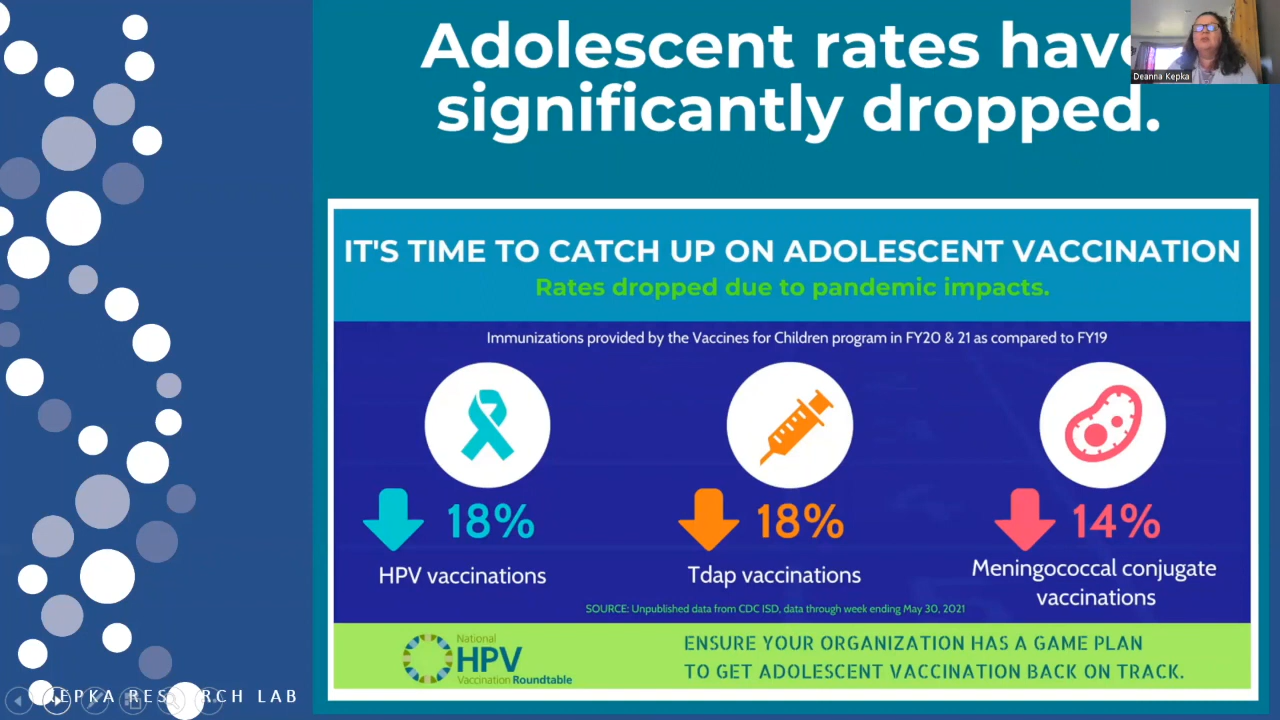 Adolescent rates have
significantly dropped.
Deanna Kepka
IT'S TIME TO CATCH UP ON ADOLESCENT VACCINATION
Rates dropped due to pandemic impacts.
Immunizations provided by the Vaccines for Children program in FY20 & 21 as compared to FY19
18%
HPV vaccinations
18%
Tdap vaccinations
14%
Meningococcal conjugate
vaccinations
SOURCE: Unpublished data from CDC ISD, data through week ending May 30, 2021
National
HPV
Vaccination Roundtable
ENSURE YOUR ORGANIZATION HAS A GAME PLAN
TO GET ADOLESCENT VACCINATION BACK ON TRACK.
KEPKA RESEARCH LAB